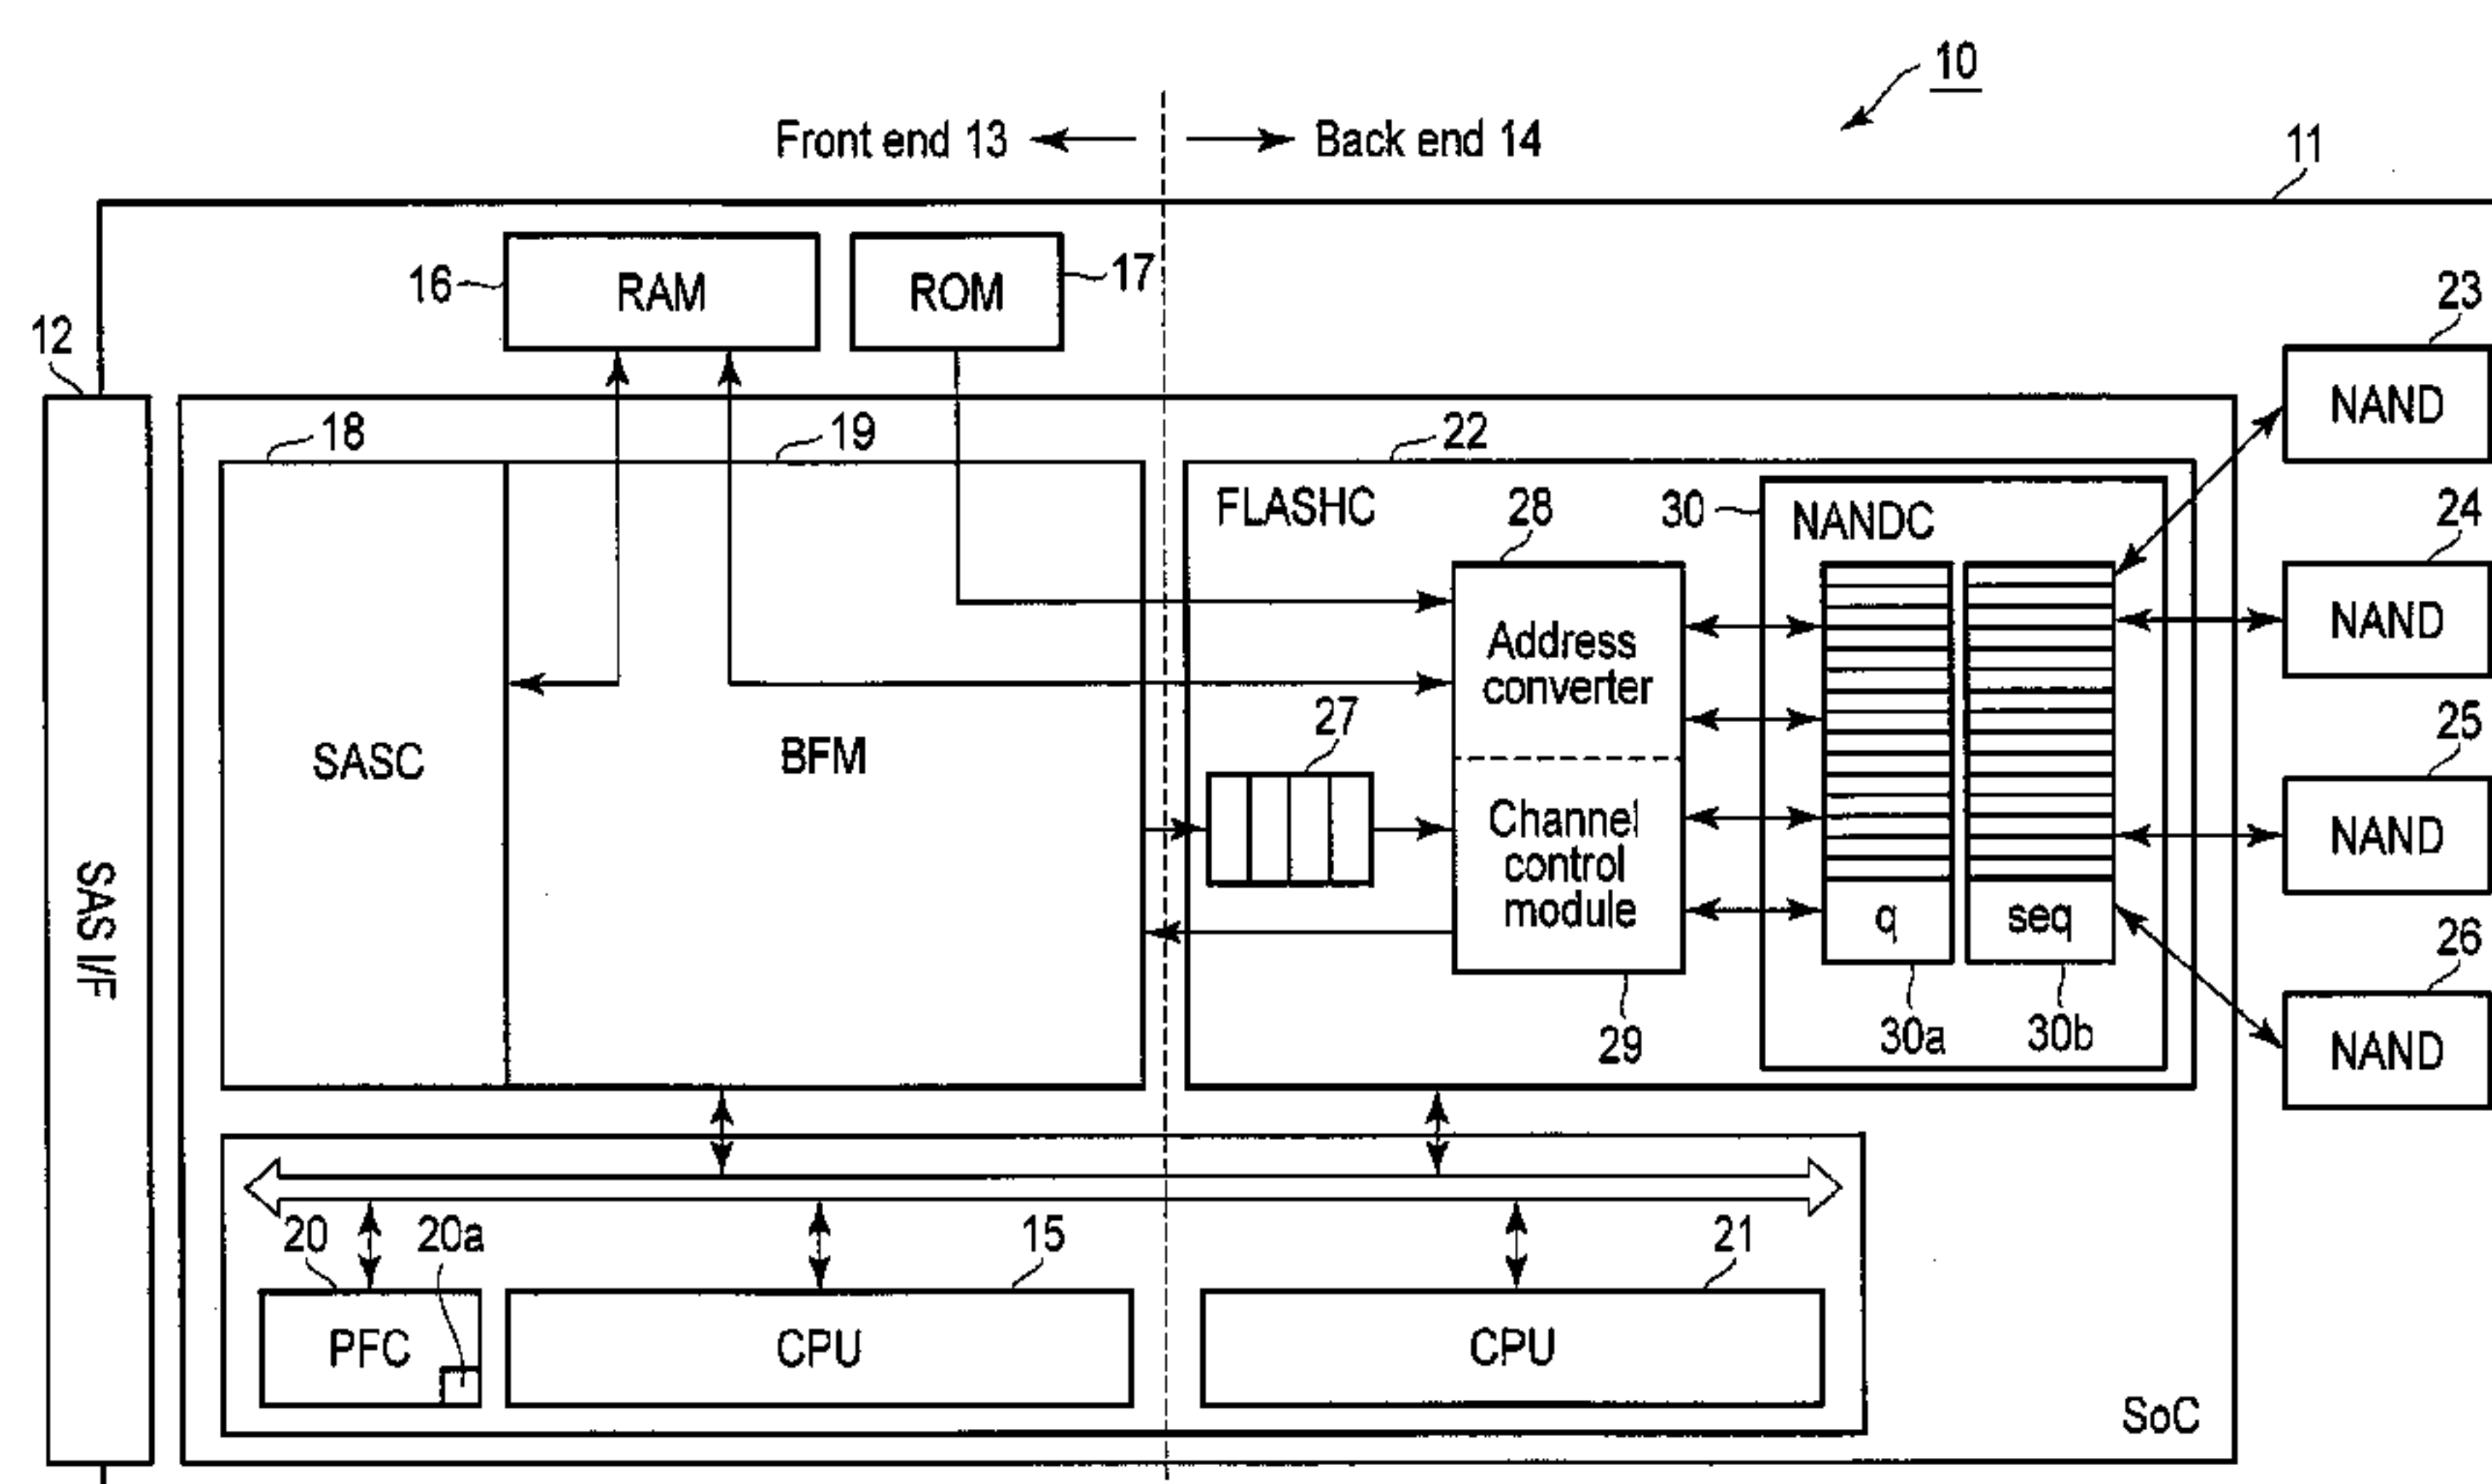 10
Front end 13
Back end 14
11
16
RAM
ROM
17
12
23
NAND
18
19
22
FLASHC
28
30
NANDC
24
NAND
Address
converter
27
25
NAND
SASC
BFM
Channel
control
module
q
seq
SAS I/F
26
NAND
29
30a
30b
20
20a
15
21
PFC
CPU
CPU
SoC